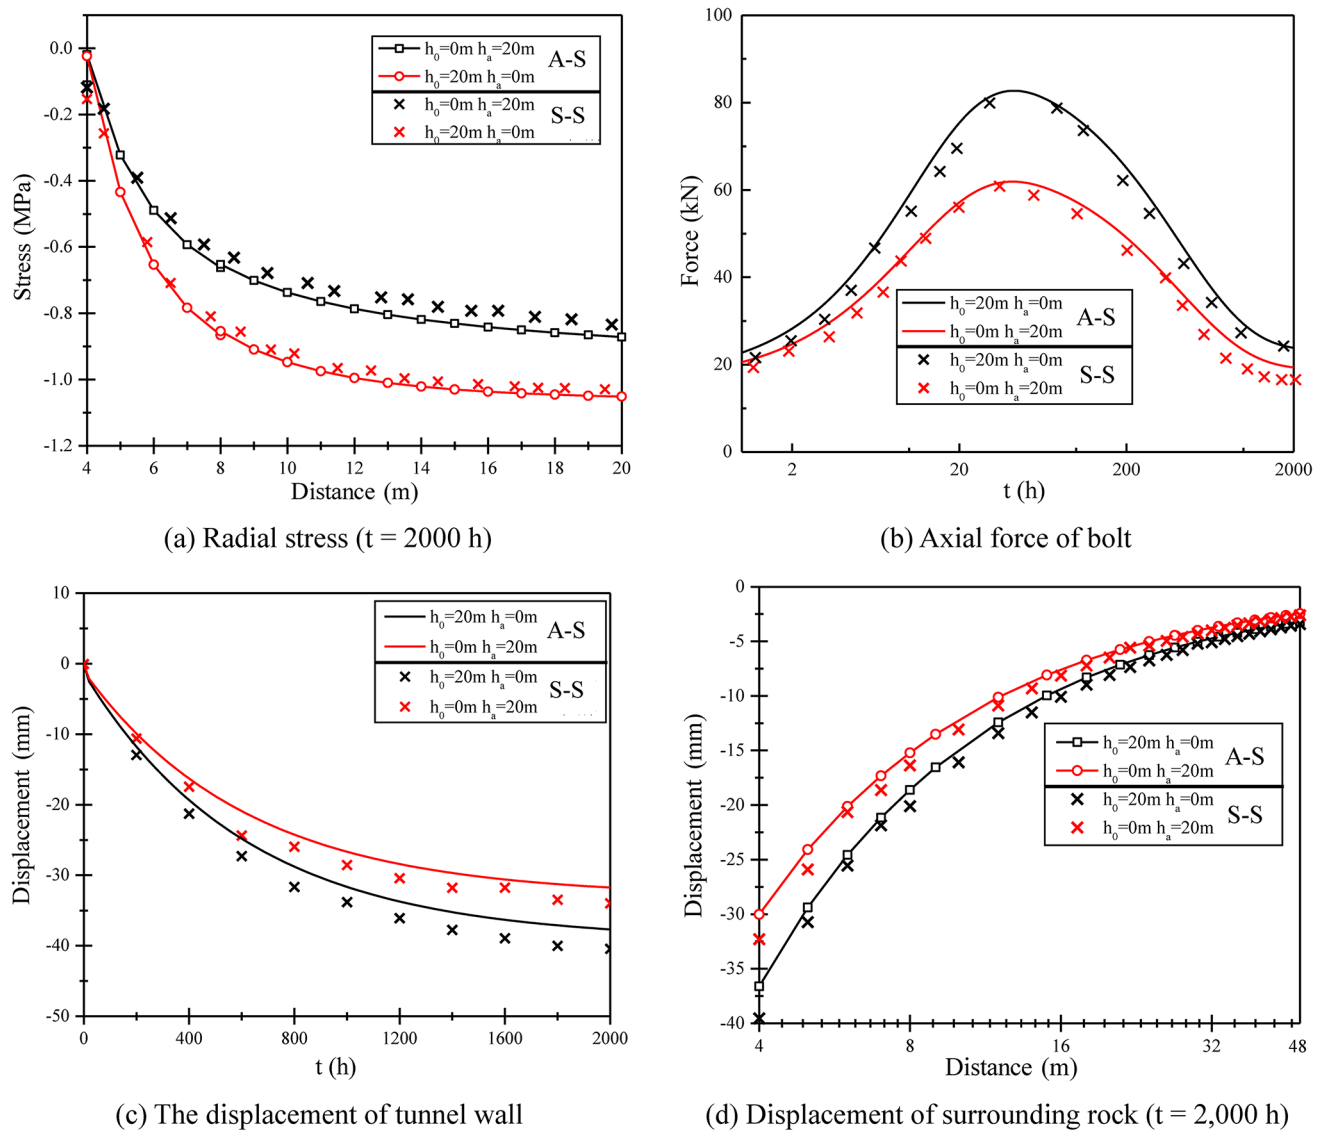 0.0
-0.2
-0.4
-0.6
-0.8
-1.0
-1.2
Stress (MPa)
h0=0m ha=20m
h0=20m ha=0m
A-S
h0=0m ha=20m
h0=20m ha=0m
S-S
4 6 8 10 12 14 16 18 20
Distance (m)
(a) Radial stress (t = 2000 h)
100
80
60
40
20
0
Force (kN)
h0=20m ha=0m
h0=0m ha=20m
A-S
h0=20m ha=0m
h0=0m ha=20m
S-S
2 20 200 2000
t (h)
(b) Axial force of bolt
10
0
-10
-20
-30
-40
-50
Displacement (mm)
h0=20m ha=0m
h0=0m ha=20m
A-S
h0=20m ha=0m
h0=0m ha=20m
S-S
0 400 800 1200 1600 2000
t (h)
(c) The displacement of tunnel wall
0
-5
-10
-15
-20
-25
-30
-35
-40
Displacement (mm)
h0=20m ha=0m
h0=0m ha=20m
A-S
h0=20m ha=0m
h0=0m ha=20m
S-S
4 8 16 32 48
Distance (m)
(d) Displacement of surrounding rock (t = 2,000 h)